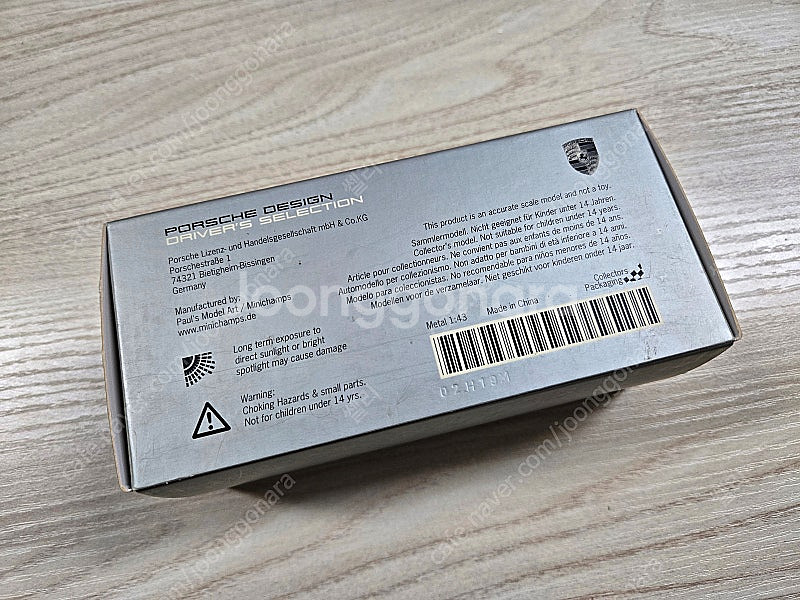 PORSCHE DESIGN
DRIVER'S SELECTION
Porsche Lizenz- und Handelsgesellschaft mbH & Co.KG
Porschestraße 1
74321 Bietigheim-Bissingen
Germany
Manufactured by:
Paul's Model Art / Minichamps
www.minichamps.de
Long term exposure to
direct sunlight or bright
spotlight may cause damage
Warning:
Choking Hazards & small parts.
Not for children under 14 yrs.
This product is an accurate scale model and not a toy.
Sammlermodell. Nicht geeignet für Kinder unter 14 Jahren.
Collector's model. Not suitable for children under 14 years.
Article pour collectionneurs. Ne convient pas aux enfants de moins de 14 ans.
Automodello per collezionismo. Non adatto per bambini di età inferiore a 14 anni.
Modelo para coleccionistas. No recomendable para niños menores de 14 años.
Modellen voor de verzamelaar. Niet geschikt voor kinderen onder 14 jaar.
Collectors
Packaging
Metal 1:43 Made in China
02H19M
Joonggonara
cafe.naver.com/joonggonara